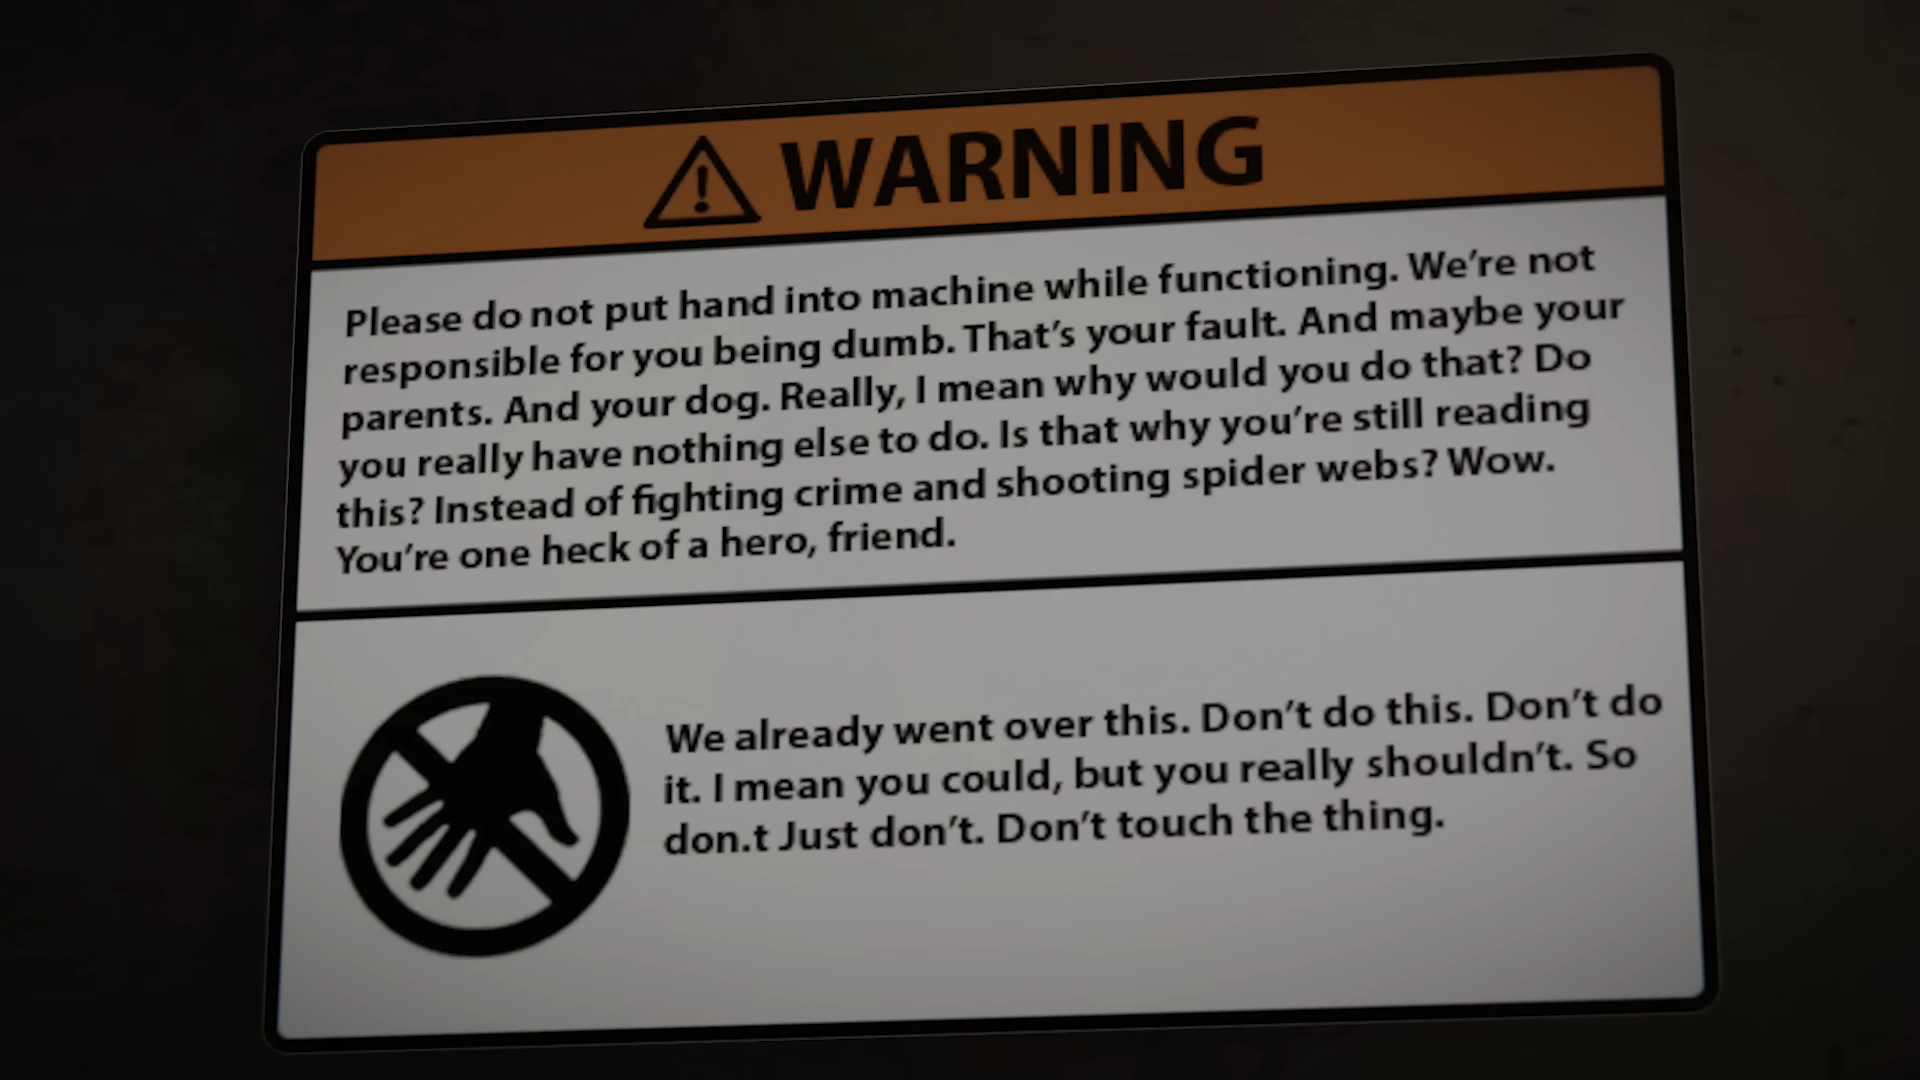 WARNING
Please do not put hand into machine while functioning. We're not
responsible for you being dumb. That's your fault. And maybe your
parents. And your dog. Really, I mean why would you do that? Do
you really have nothing else to do. Is that why you're still reading
this? Instead of fighting crime and shooting spider webs? Wow.
You're one heck of a hero, friend.
We already went over this. Don't do this. Don't do
it. I mean you could, but you really shouldn't. So
don.t Just don't. Don't touch the thing.